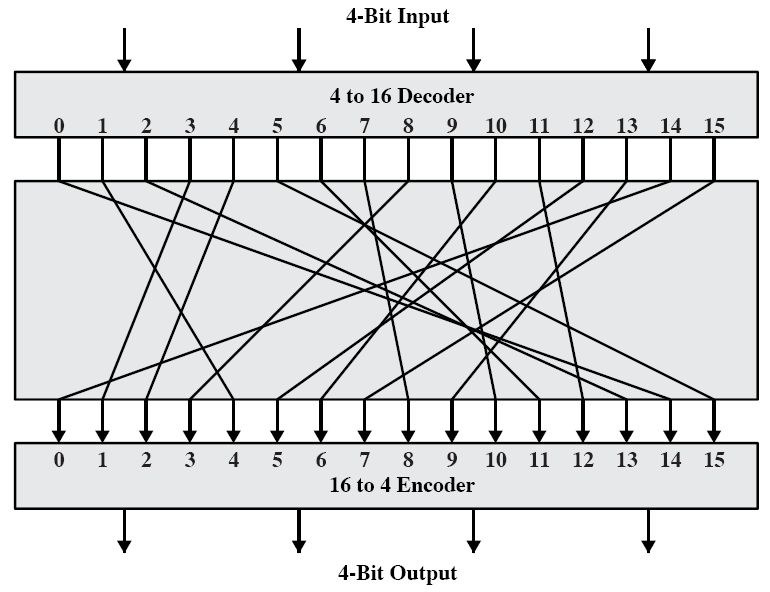 4-Bit Input
4 to 16 Decoder
0 1 2 3 4 5 6 7 8 9 10 11 12 13 14 15
0 1 2 3 4 5 6 7 8 9 10 11 12 13 14 15
16 to 4 Encoder
4-Bit Output